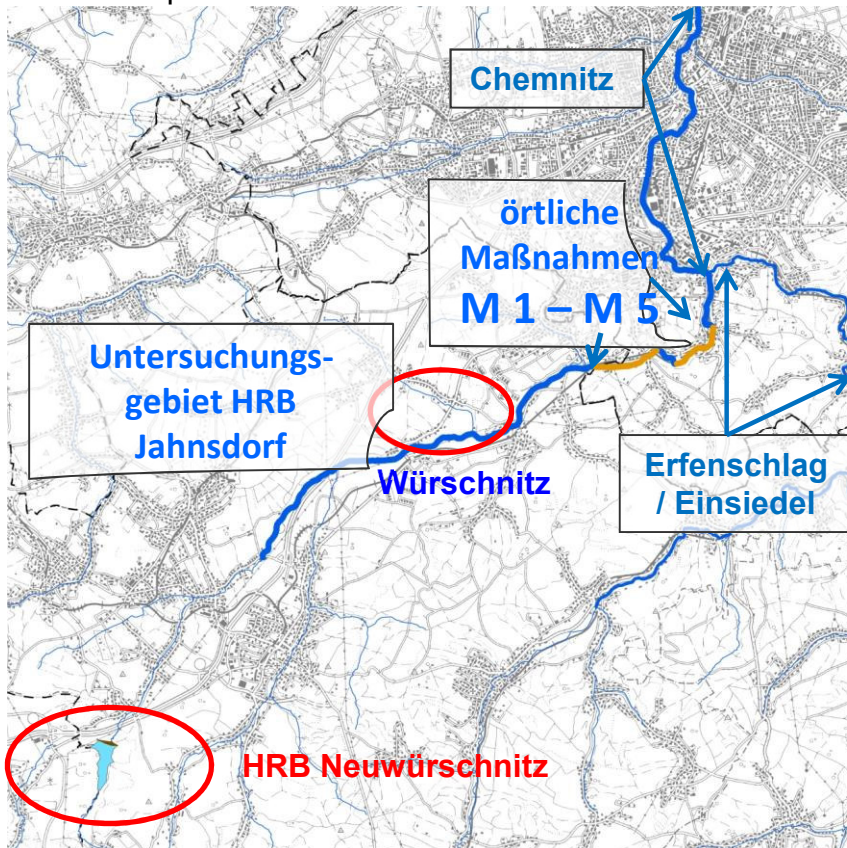 Chemnitz
örtliche
Maßnahmen
M 1 – M 5
Untersuchungs-
gebiet HRB
Jahnsdorf
Würschnitz
Erfenschlag
/ Einsiedel
HRB Neuwürschnitz